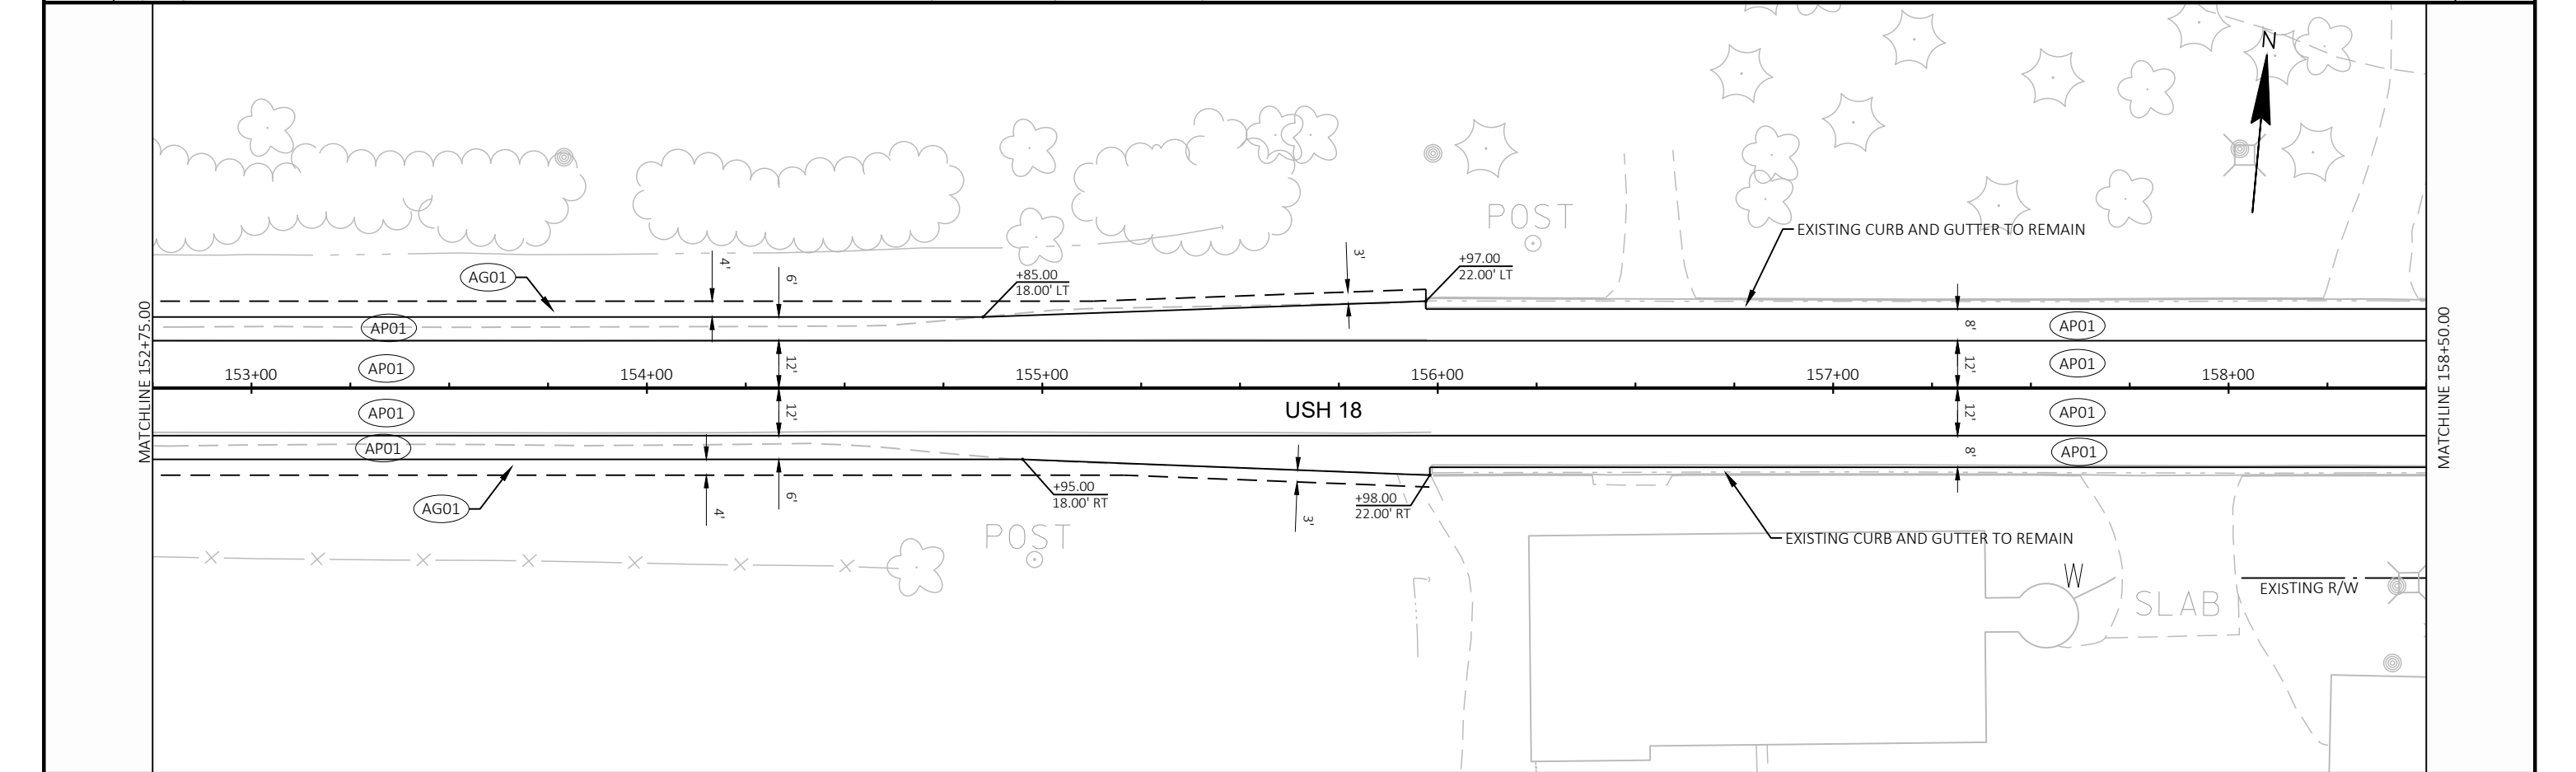 N
POST
EXISTING CURB AND GUTTER TO REMAIN
4'
6'
3'
+97.00
22.00' LT
AG01
+85.00
18.00' LT
AP01
8'
AP01
MATCHLINE 152+75.00
AP01
12'
12'
AP01
MATCHLINE 158+50.00
153+00
154+00
155+00
156+00
157+00
158+00
AP01
12'
USH 18
12'
AP01
AP01
8'
AP01
AG01
4'
6'
+95.00
18.00' RT
3'
+98.00
22.00' RT
POST
EXISTING CURB AND GUTTER TO REMAIN
W
SLAB
EXISTING R/W